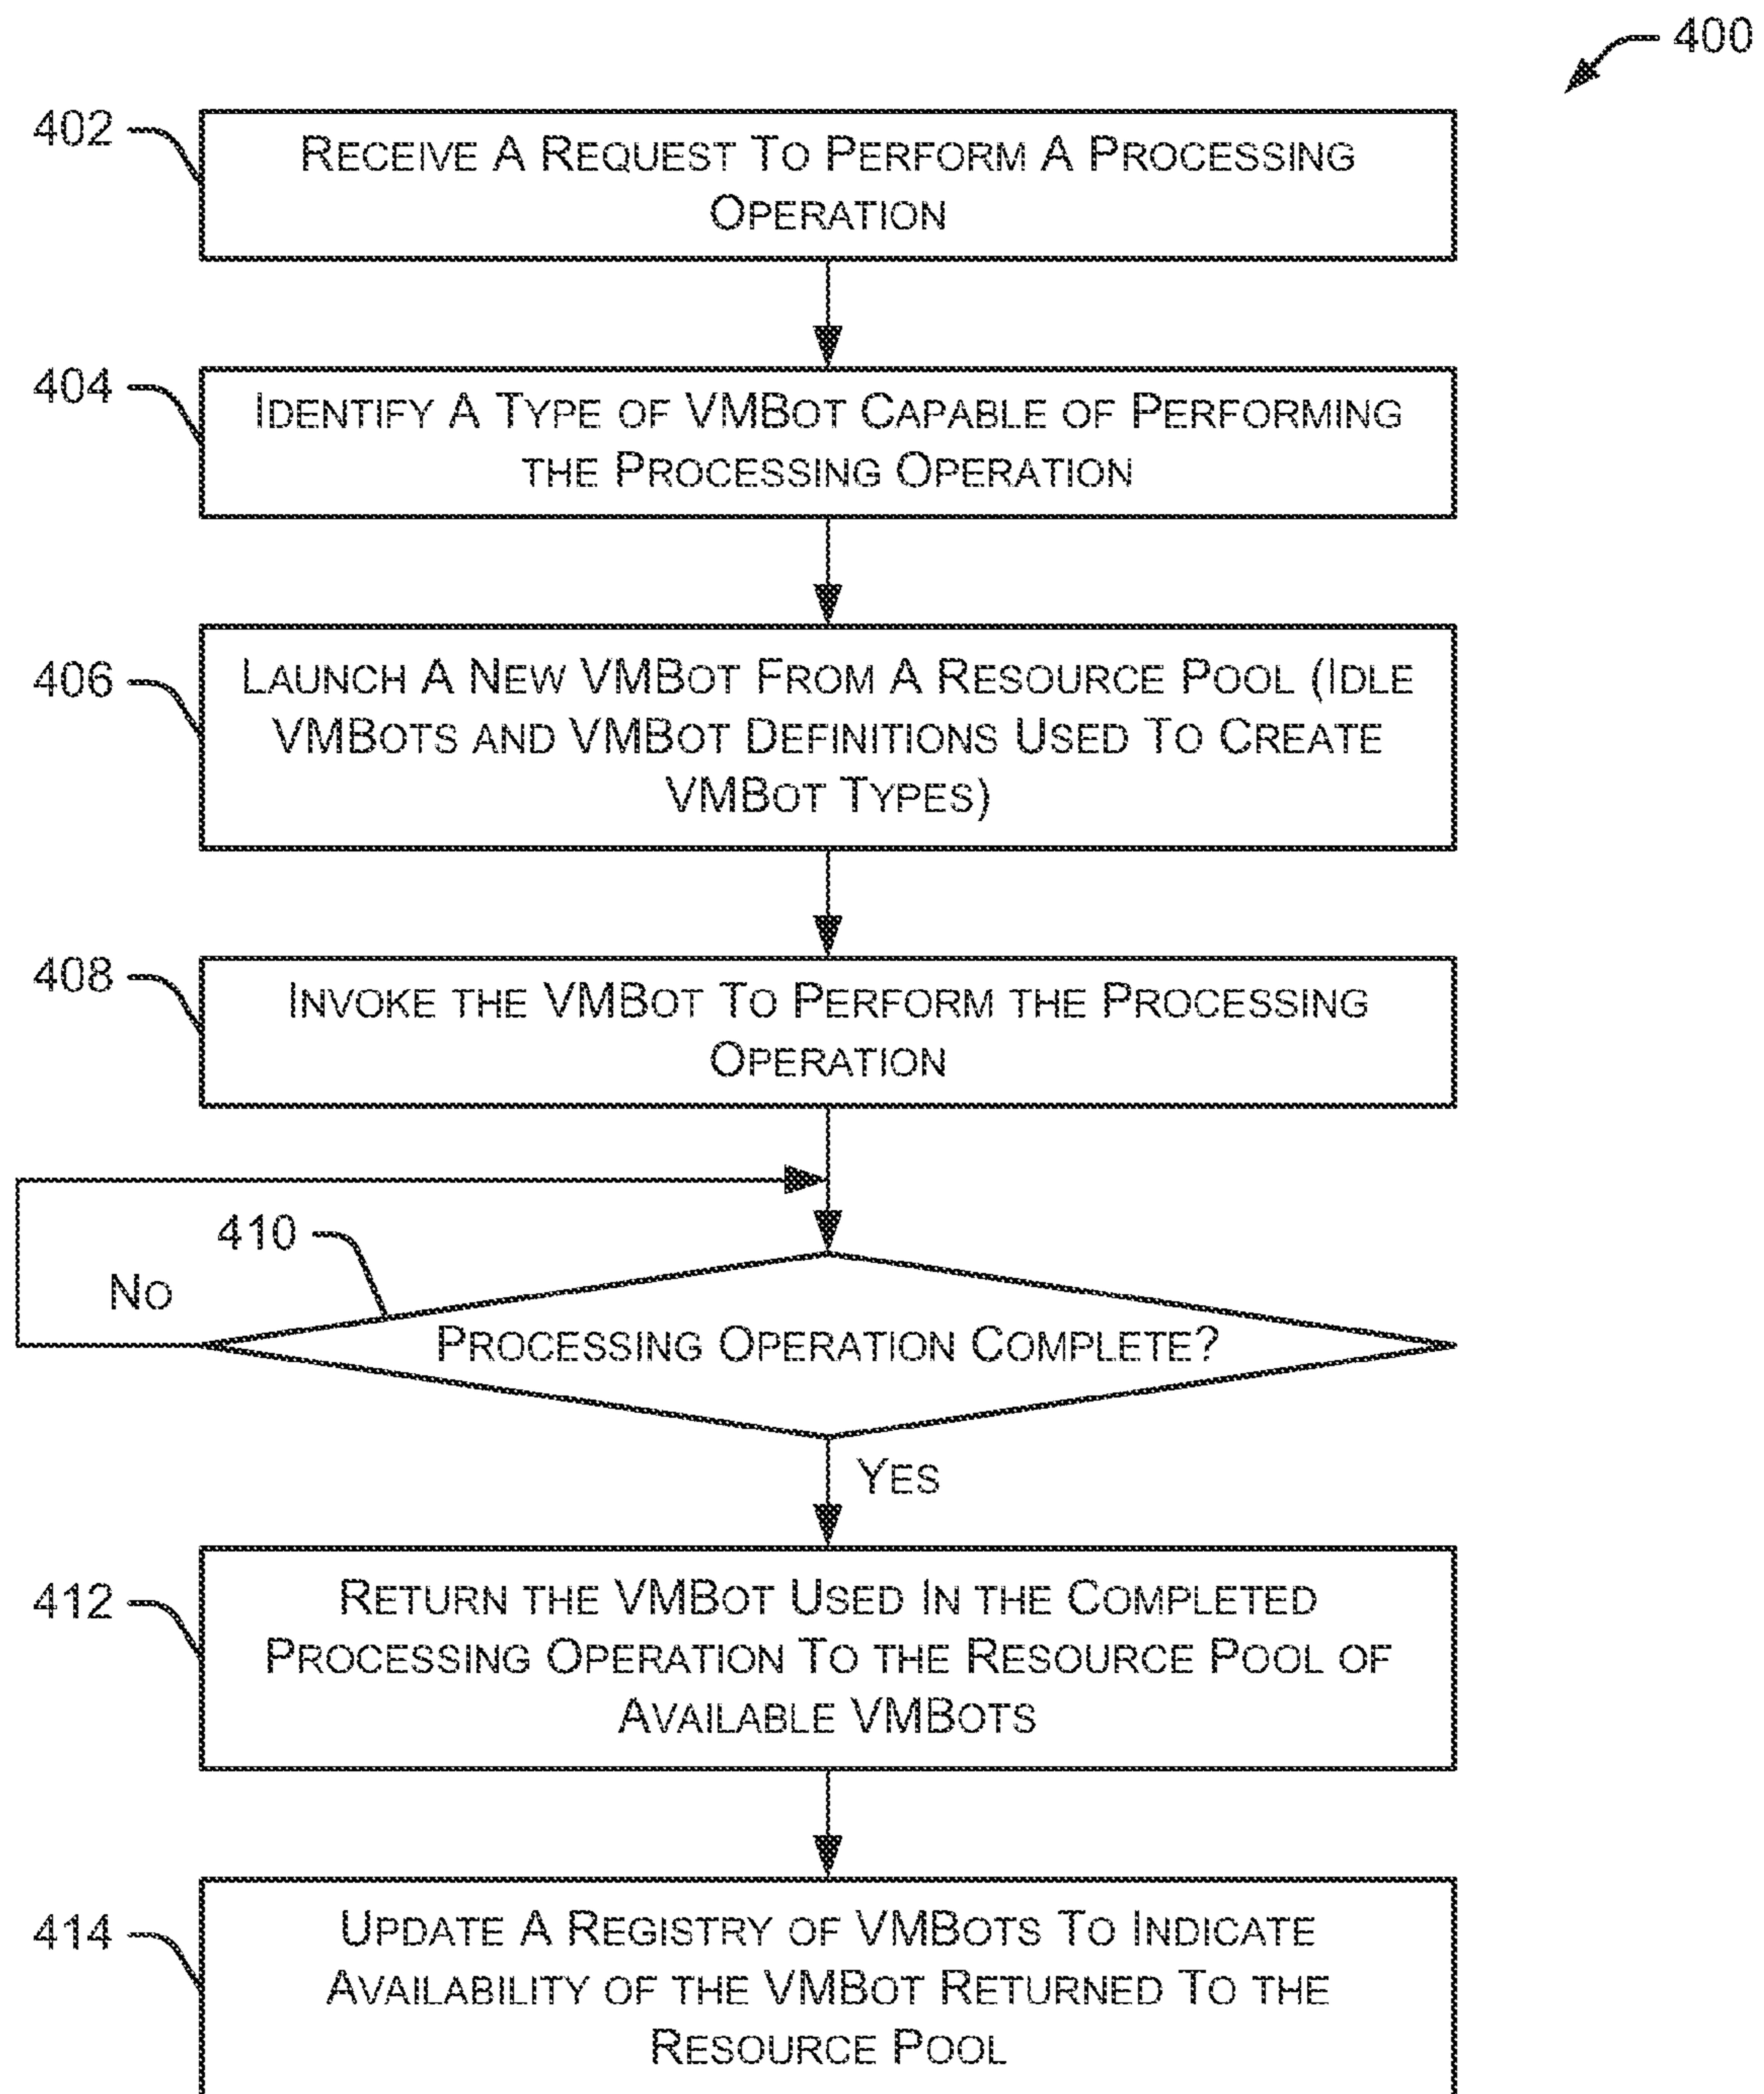 400
402
RECEIVE A REQUEST TO PERFORM A PROCESSING
OPERATION
404
IDENTIFY A TYPE OF VMBOT CAPABLE OF PERFORMING
THE PROCESSING OPERATION
406
LAUNCH A NEW VMBOT FROM A RESOURCE POOL (IDLE
VMBOTS AND VMBOT DEFINITIONS USED TO CREATE
VMBOT TYPES)
408
INVOKE THE VMBOT TO PERFORM THE PROCESSING
OPERATION
410
NO
PROCESSING OPERATION COMPLETE?
YES
412
RETURN THE VMBOT USED IN THE COMPLETED
PROCESSING OPERATION TO THE RESOURCE POOL OF
AVAILABLE VMBOTS
414
UPDATE A REGISTRY OF VMBOTS TO INDICATE
AVAILABILITY OF THE VMBOT RETURNED TO THE
RESOURCE POOL